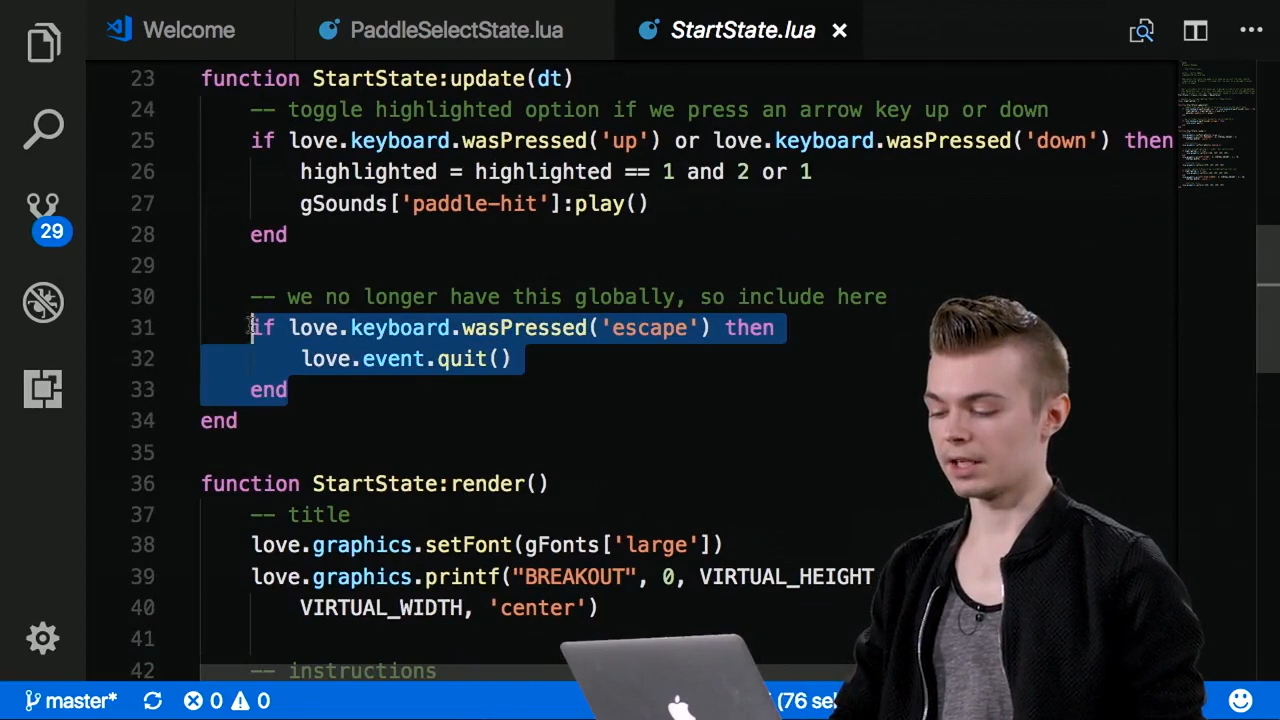 Welcome
PaddleSelectState.lua
StartState.lua
23 function StartState:update(dt)
24 -- toggle highlighted option if we press an arrow key up or down
25 if love.keyboard.wasPressed('up') or love.keyboard.wasPressed('down') then
26 highlighted = highlighted == 1 and 2 or 1
27 gSounds['paddle-hit']:play()
28 end
29
30 -- we no longer have this globally, so include here
31 if love.keyboard.wasPressed('escape') then
32 love.event.quit()
33 end
34 end
35
36 function StartState:render()
37 -- title
38 love.graphics.setFont(gFonts['large'])
39 love.graphics.printf("BREAKOUT", 0, VIRTUAL_HEIGHT
40 VIRTUAL_WIDTH, 'center')
41
42 -- instructions
29
master* 0 0 (76 sel